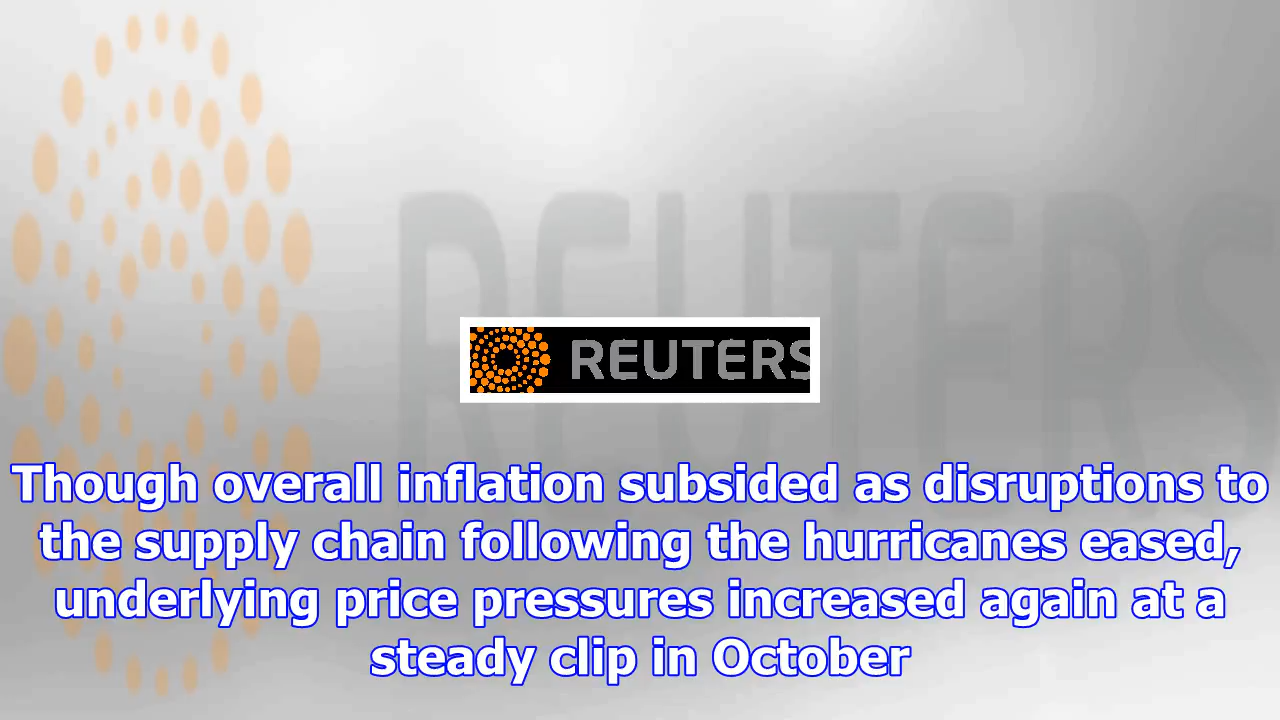 REUTERS
REUTERS
Though overall inflation subsided as disruptions to
the supply chain following the hurricanes eased,
underlying price pressures increased again at a
steady clip in October